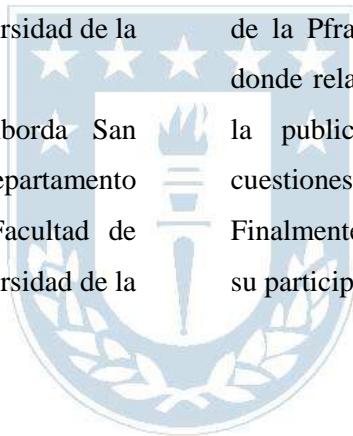 rsidad de la
borda San
epartamento
Facultad de
rsidad de la
de la Pfra
donde rela
la public
cuestiones
Finalmente
su particip